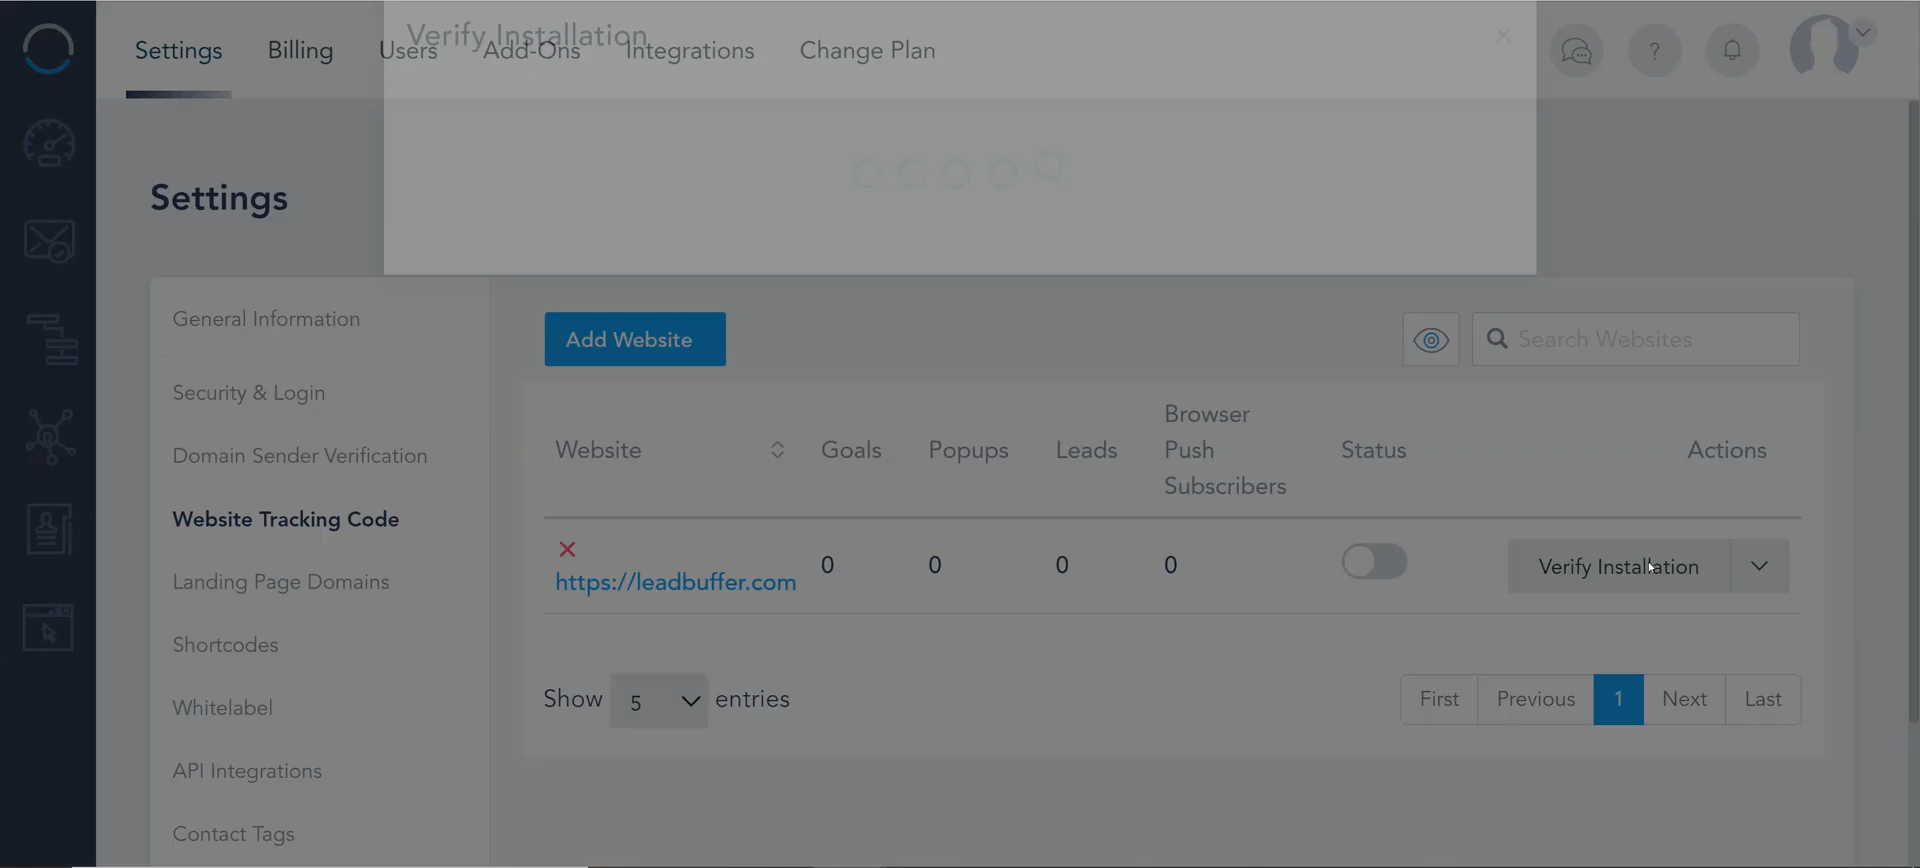 Verify Installation
Settings
Billing
Users
Add-Ons
Integrations
Change Plan
?
Settings
General Information
Security & Login
Domain Sender Verification
Website Tracking Code
Landing Page Domains
Shortcodes
Whitelabel
API Integrations
Contact Tags
Add Website
Search Websites
Website
Goals
Popups
Leads
Browser
Push
Subscribers
Status
Actions
https://leadbuffer.com
0
0
0
0
Verify Installation
Show 5 entries
First
Previous
1
Next
Last